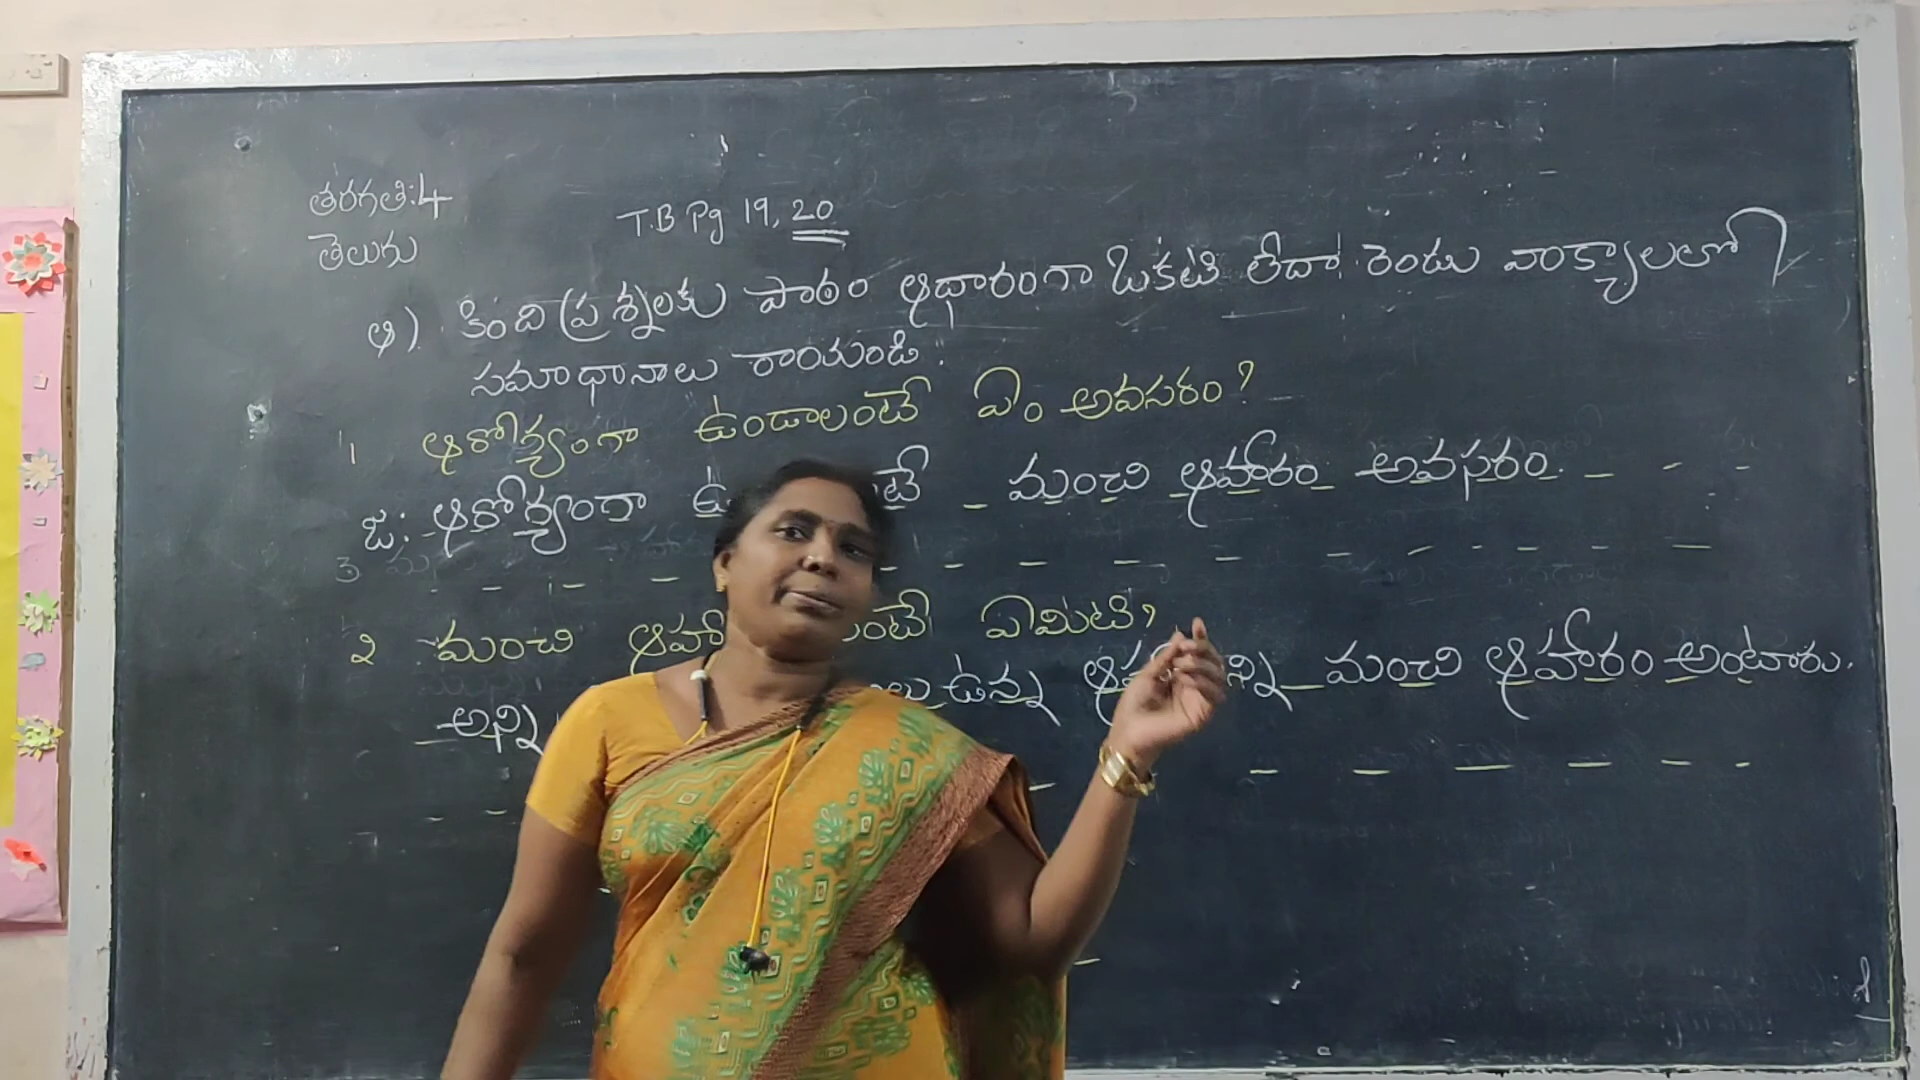 తరగతి:4
తెలుగు
T.B Pg 19, 20
ఆ) కింది ప్రశ్నలకు పాఠం ఆధారంగా ఒకటి లేదా రెండు వాక్యాలలో
సమాధానాలు రాయండి.
1 ఆరోగ్యంగా ఉండాలంటే ఏం అవసరం?
జ: ఆరోగ్యంగా మంచి ఆహారం అవసరం.
2 మంచి ఏమిటి?
అన్ని ఉన్న మంచి ఆహారం అంటారు.